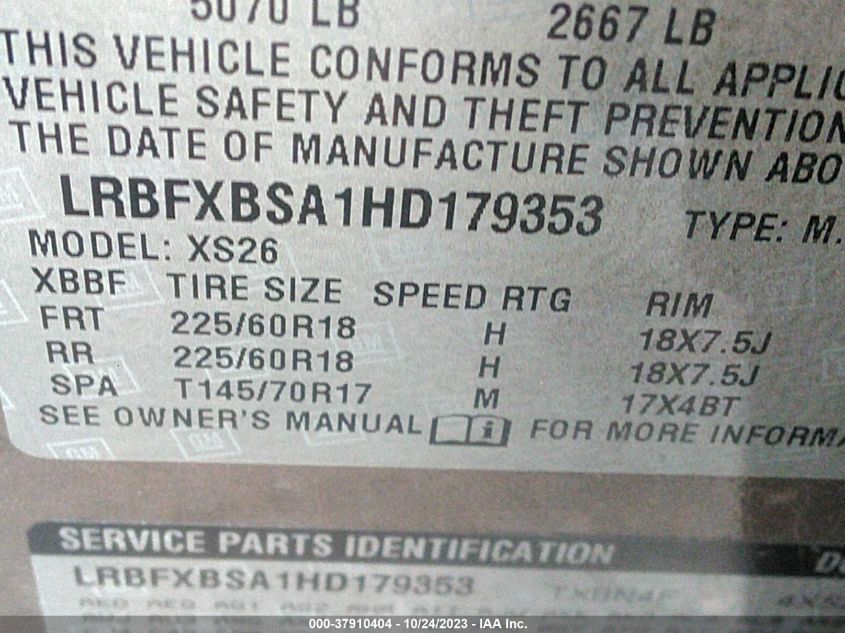 5070 LB 2667 LB
THIS VEHICLE CONFORMS TO ALL APPLIC
VEHICLE SAFETY AND THEFT PREVENTION
THE DATE OF MANUFACTURE SHOWN ABO
LRBFXBSA1HD179353 TYPE: M.
MODEL: XS26
XBBF TIRE SIZE SPEED RTG RIM
FRT 225/60R18 H 18X7.5J
RR 225/60R18 H 18X7.5J
SPA T145/70R17 M 17X4BT
SEE OWNER'S MANUAL i FOR MORE INFORMA
GM GM GM
SERVICE PARTS IDENTIFICATION
LRBFXBSA1HD179353
000-37910404 - 10/24/2023 - IAA Inc.